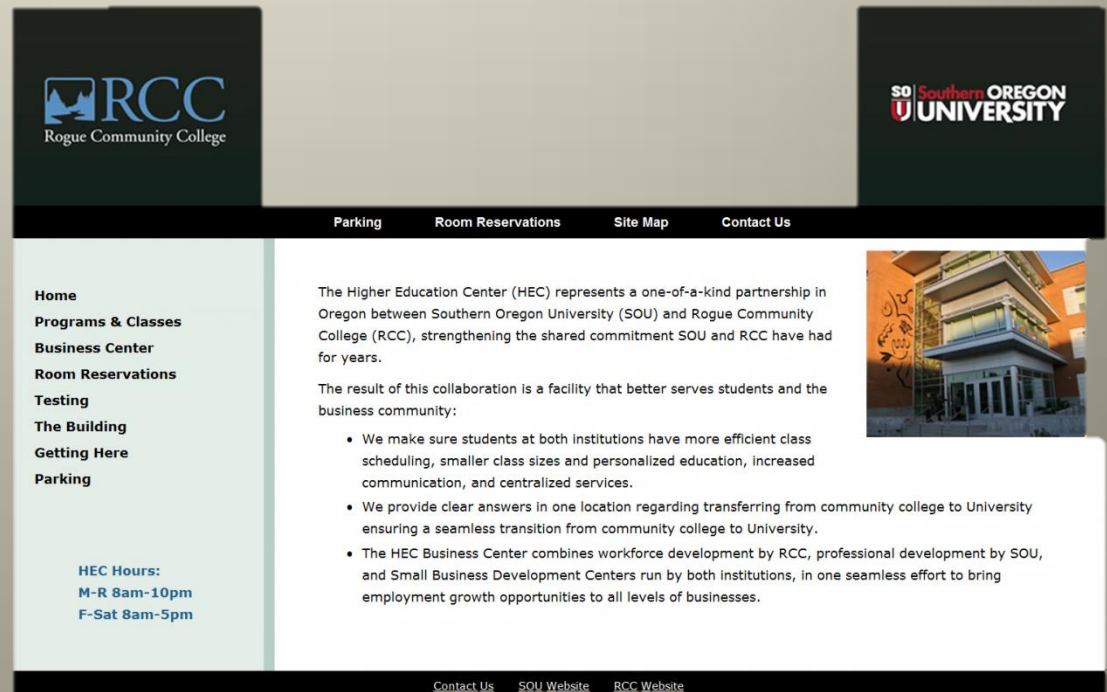 RCC
Rogue Community College
SO Southern OREGON
U UNIVERSITY
Parking Room Reservations Site Map Contact Us
Home
Programs & Classes
Business Center
Room Reservations
Testing
The Building
Getting Here
Parking
HEC Hours:
M-R 8am-10pm
F-Sat 8am-5pm
The Higher Education Center (HEC) represents a one-of-a-kind partnership in
Oregon between Southern Oregon University (SOU) and Rogue Community
College (RCC), strengthening the shared commitment SOU and RCC have had
for years.
The result of this collaboration is a facility that better serves students and the
business community:
• We make sure students at both institutions have more efficient class
scheduling, smaller class sizes and personalized education, increased
communication, and centralized services.
• We provide clear answers in one location regarding transferring from community college to University
ensuring a seamless transition from community college to University.
• The HEC Business Center combines workforce development by RCC, professional development by SOU,
and Small Business Development Centers run by both institutions, in one seamless effort to bring
employment growth opportunities to all levels of businesses.
Contact Us SOU Website RCC Website